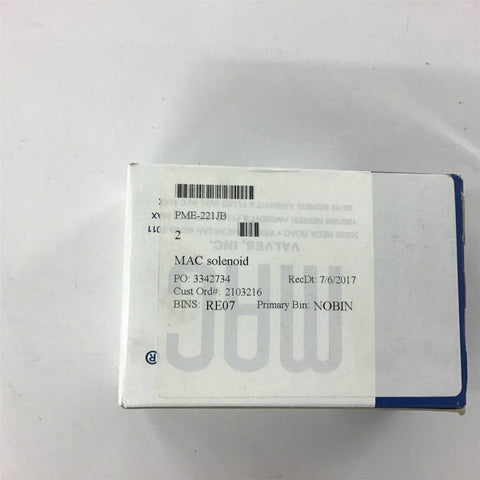 PME-221JB
2
MAC solenoid
PO: 3342734 RecDt: 7/6/2017
Cust Ord#: 2103216
BINS: RE07 Primary Bin: NOBIN
VALVES, INC.
MAC
®